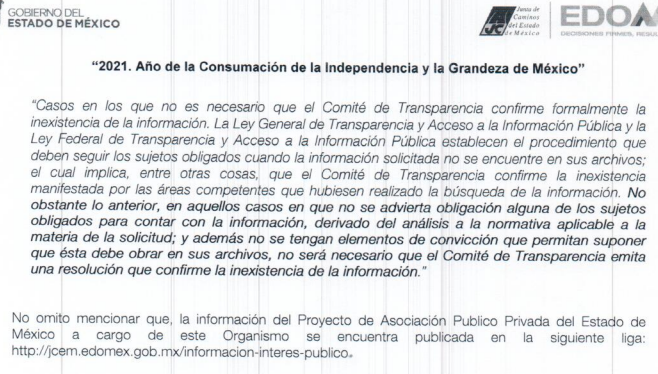 GOBIERNO DEL
ESTADO DE MÉXICO
Junta de
Caminos
del Estado
de México
EDOM
DECISIONES FIRMES, RESUL
“2021. Año de la Consumación de la Independencia y la Grandeza de México”
“Casos en los que no es necesario que el Comité de Transparencia confirme formalmente la
inexistencia de la información. La Ley General de Transparencia y Acceso a la Información Pública y la
Ley Federal de Transparencia y Acceso a la Información Pública establecen el procedimiento que
deben seguir los sujetos obligados cuando la información solicitada no se encuentre en sus archivos;
el cual implica, entre otras cosas, que el Comité de Transparencia confirme la inexistencia
manifestada por las áreas competentes que hubiesen realizado la búsqueda de la información. No
obstante lo anterior, en aquellos casos en que no se advierta obligación alguna de los sujetos
obligados para contar con la información, derivado del análisis a la normativa aplicable a la
materia de la solicitud; y además no se tengan elementos de convicción que permitan suponer
que ésta debe obrar en sus archivos, no será necesario que el Comité de Transparencia emita
una resolución que confirme la inexistencia de la información.”
No omito mencionar que, la información del Proyecto de Asociación Publico Privada del Estado de
México a cargo de este Organismo se encuentra publicada en la siguiente liga:
http://jcem.edomex.gob.mx/informacion-interes-publico.